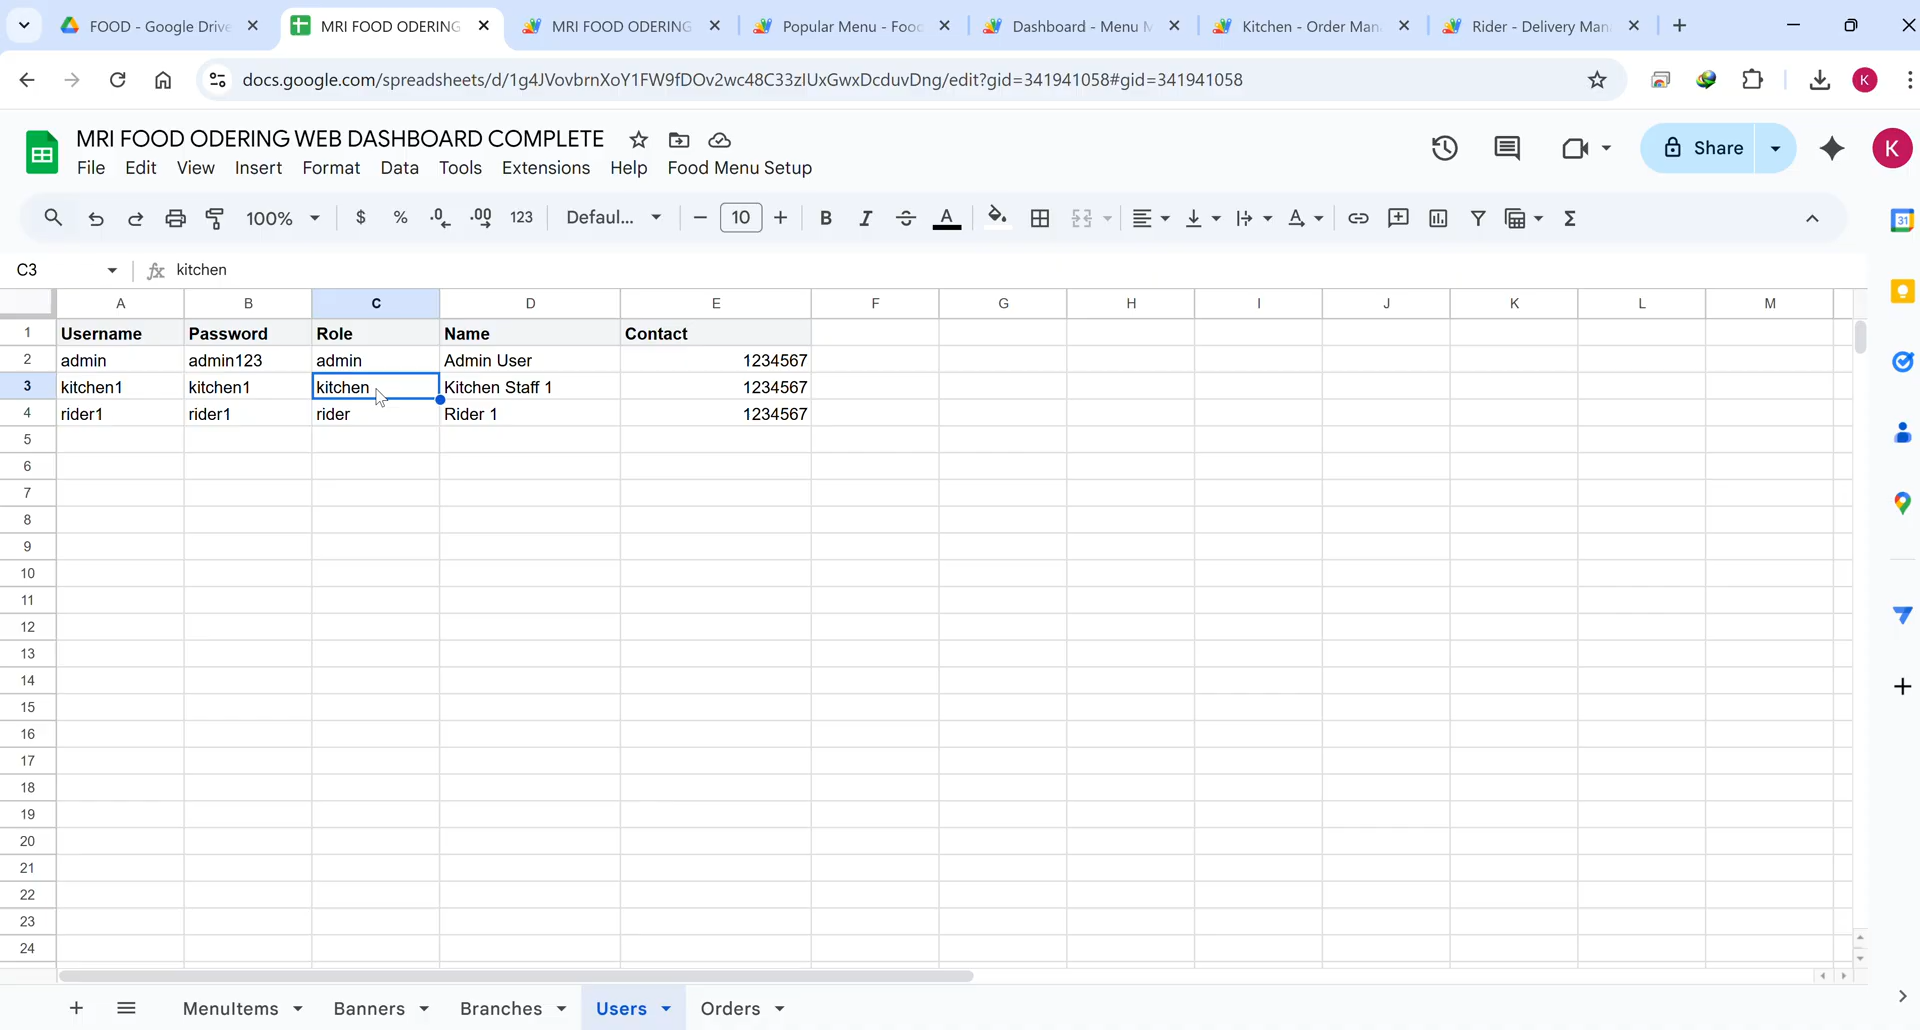 FOOD - Google Drive
MRI FOOD ODERING
MRI FOOD ODERING
Popular Menu - Food
Dashboard - Menu M
Kitchen - Order Man
Rider - Delivery Man
docs.google.com/spreadsheets/d/1g4JVovbrnXoY1FW9fDOv2wc48C33zIUxGwxDcduvDng/edit?gid=341941058#gid=341941058
K
MRI FOOD ODERING WEB DASHBOARD COMPLETE
Share
K
File Edit View Insert Format Data Tools Extensions Help Food Menu Setup
100% $ % .0 .00 123 Defaul... 10 B I S A A Σ
31
C3 fx kitchen
A B C D E F G H I J K L M
1 Username Password Role Name Contact
2 admin admin123 admin Admin User 1234567
3 kitchen1 kitchen1 kitchen Kitchen Staff 1 1234567
4 rider1 rider1 rider Rider 1 1234567
5
6
7
8
9
10
11
12
13
14
15
16
17
18
19
20
21
22
23
24
MenuItems Banners Branches Users Orders